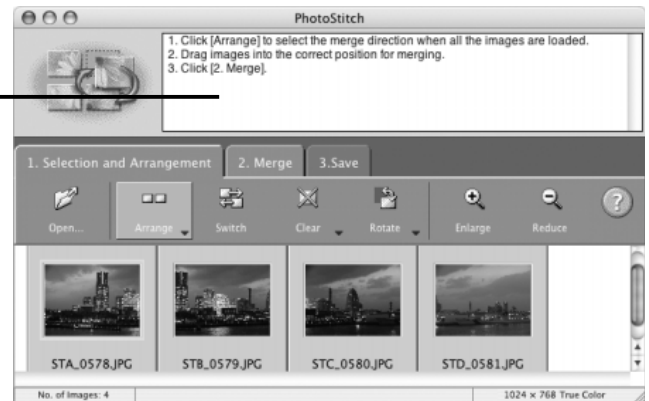 PhotoStitch
1. Click [Arrange] to select the merge direction when all the images are loaded.
2. Drag images into the correct position for merging.
3. Click [2. Merge].
1. Selection and Arrangement 2. Merge 3.Save
Open... Arrange Switch Clear Rotate Enlarge Reduce ?
STA_0578.JPG STB_0579.JPG STC_0580.JPG STD_0581.JPG
No. of Images: 4 1024 × 768 True Color